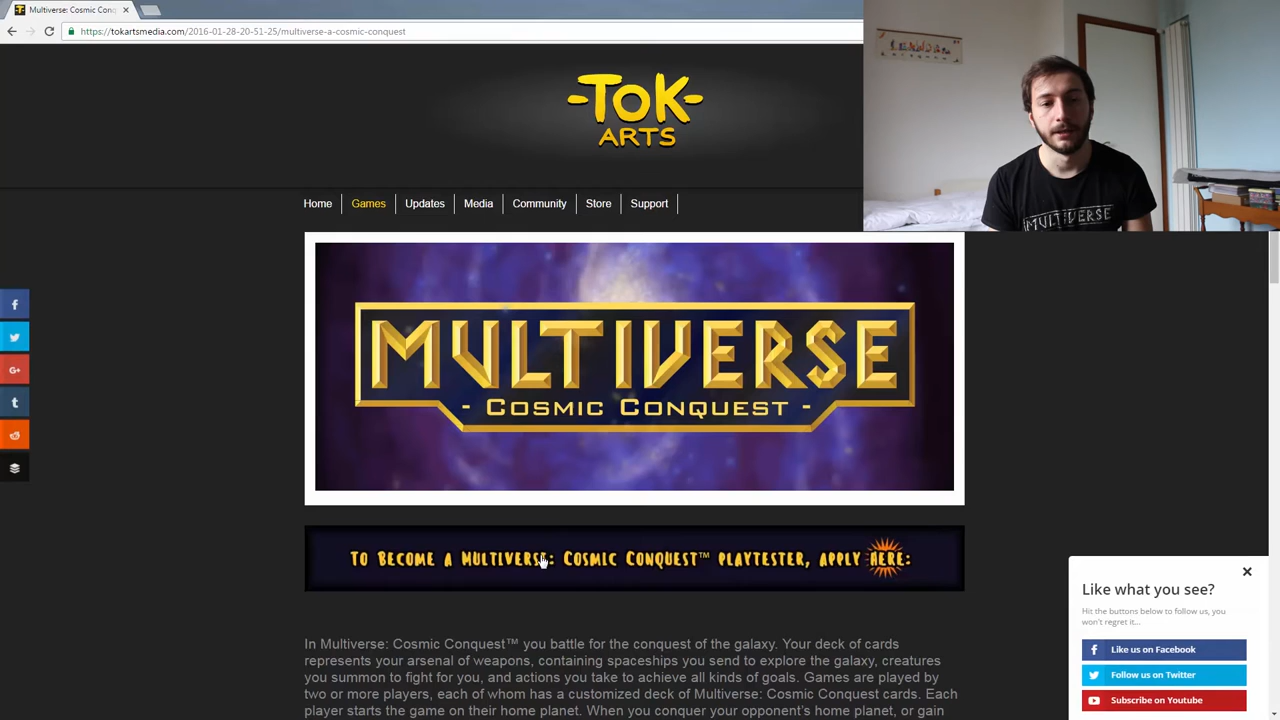 Multiverse: Cosmic Conq
https://tokartsmedia.com/2016-01-28-20-51-25/multiverse-a-cosmic-conquest
-TOK-
ARTS
Home
Games
Updates
Media
Community
Store
Support
MULTIVERSE
MULTIVERSE
- COSMIC CONQUEST -
TO BECOME A MULTIVERSE: COSMIC CONQUEST™ PLAYTESTER, APPLY HERE:
In Multiverse: Cosmic Conquest™ you battle for the conquest of the galaxy. Your deck of cards
represents your arsenal of weapons, containing spaceships you send to explore the galaxy, creatures
you summon to fight for you, and actions you take to achieve all kinds of goals. Games are played by
two or more players, each of whom has a customized deck of Multiverse: Cosmic Conquest cards. Each
player starts the game on their home planet. When you conquer your opponent's home planet, or gain
Like what you see?
Hit the buttons below to follow us, you
won't regret it...
Like us on Facebook
Follow us on Twitter
Subscribe on Youtube